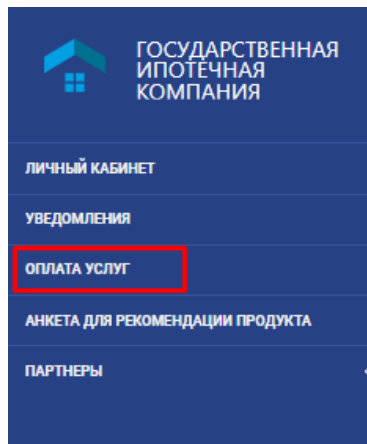 ГОСУДАРСТВЕННАЯ
ИПОТЕЧНАЯ
КОМПАНИЯ
ЛИЧНЫЙ КАБИНЕТ
УВЕДОМЛЕНИЯ
ОПЛАТА УСЛУГ
АНКЕТА ДЛЯ РЕКОМЕНДАЦИИ ПРОДУКТА
ПАРТНЕРЫ